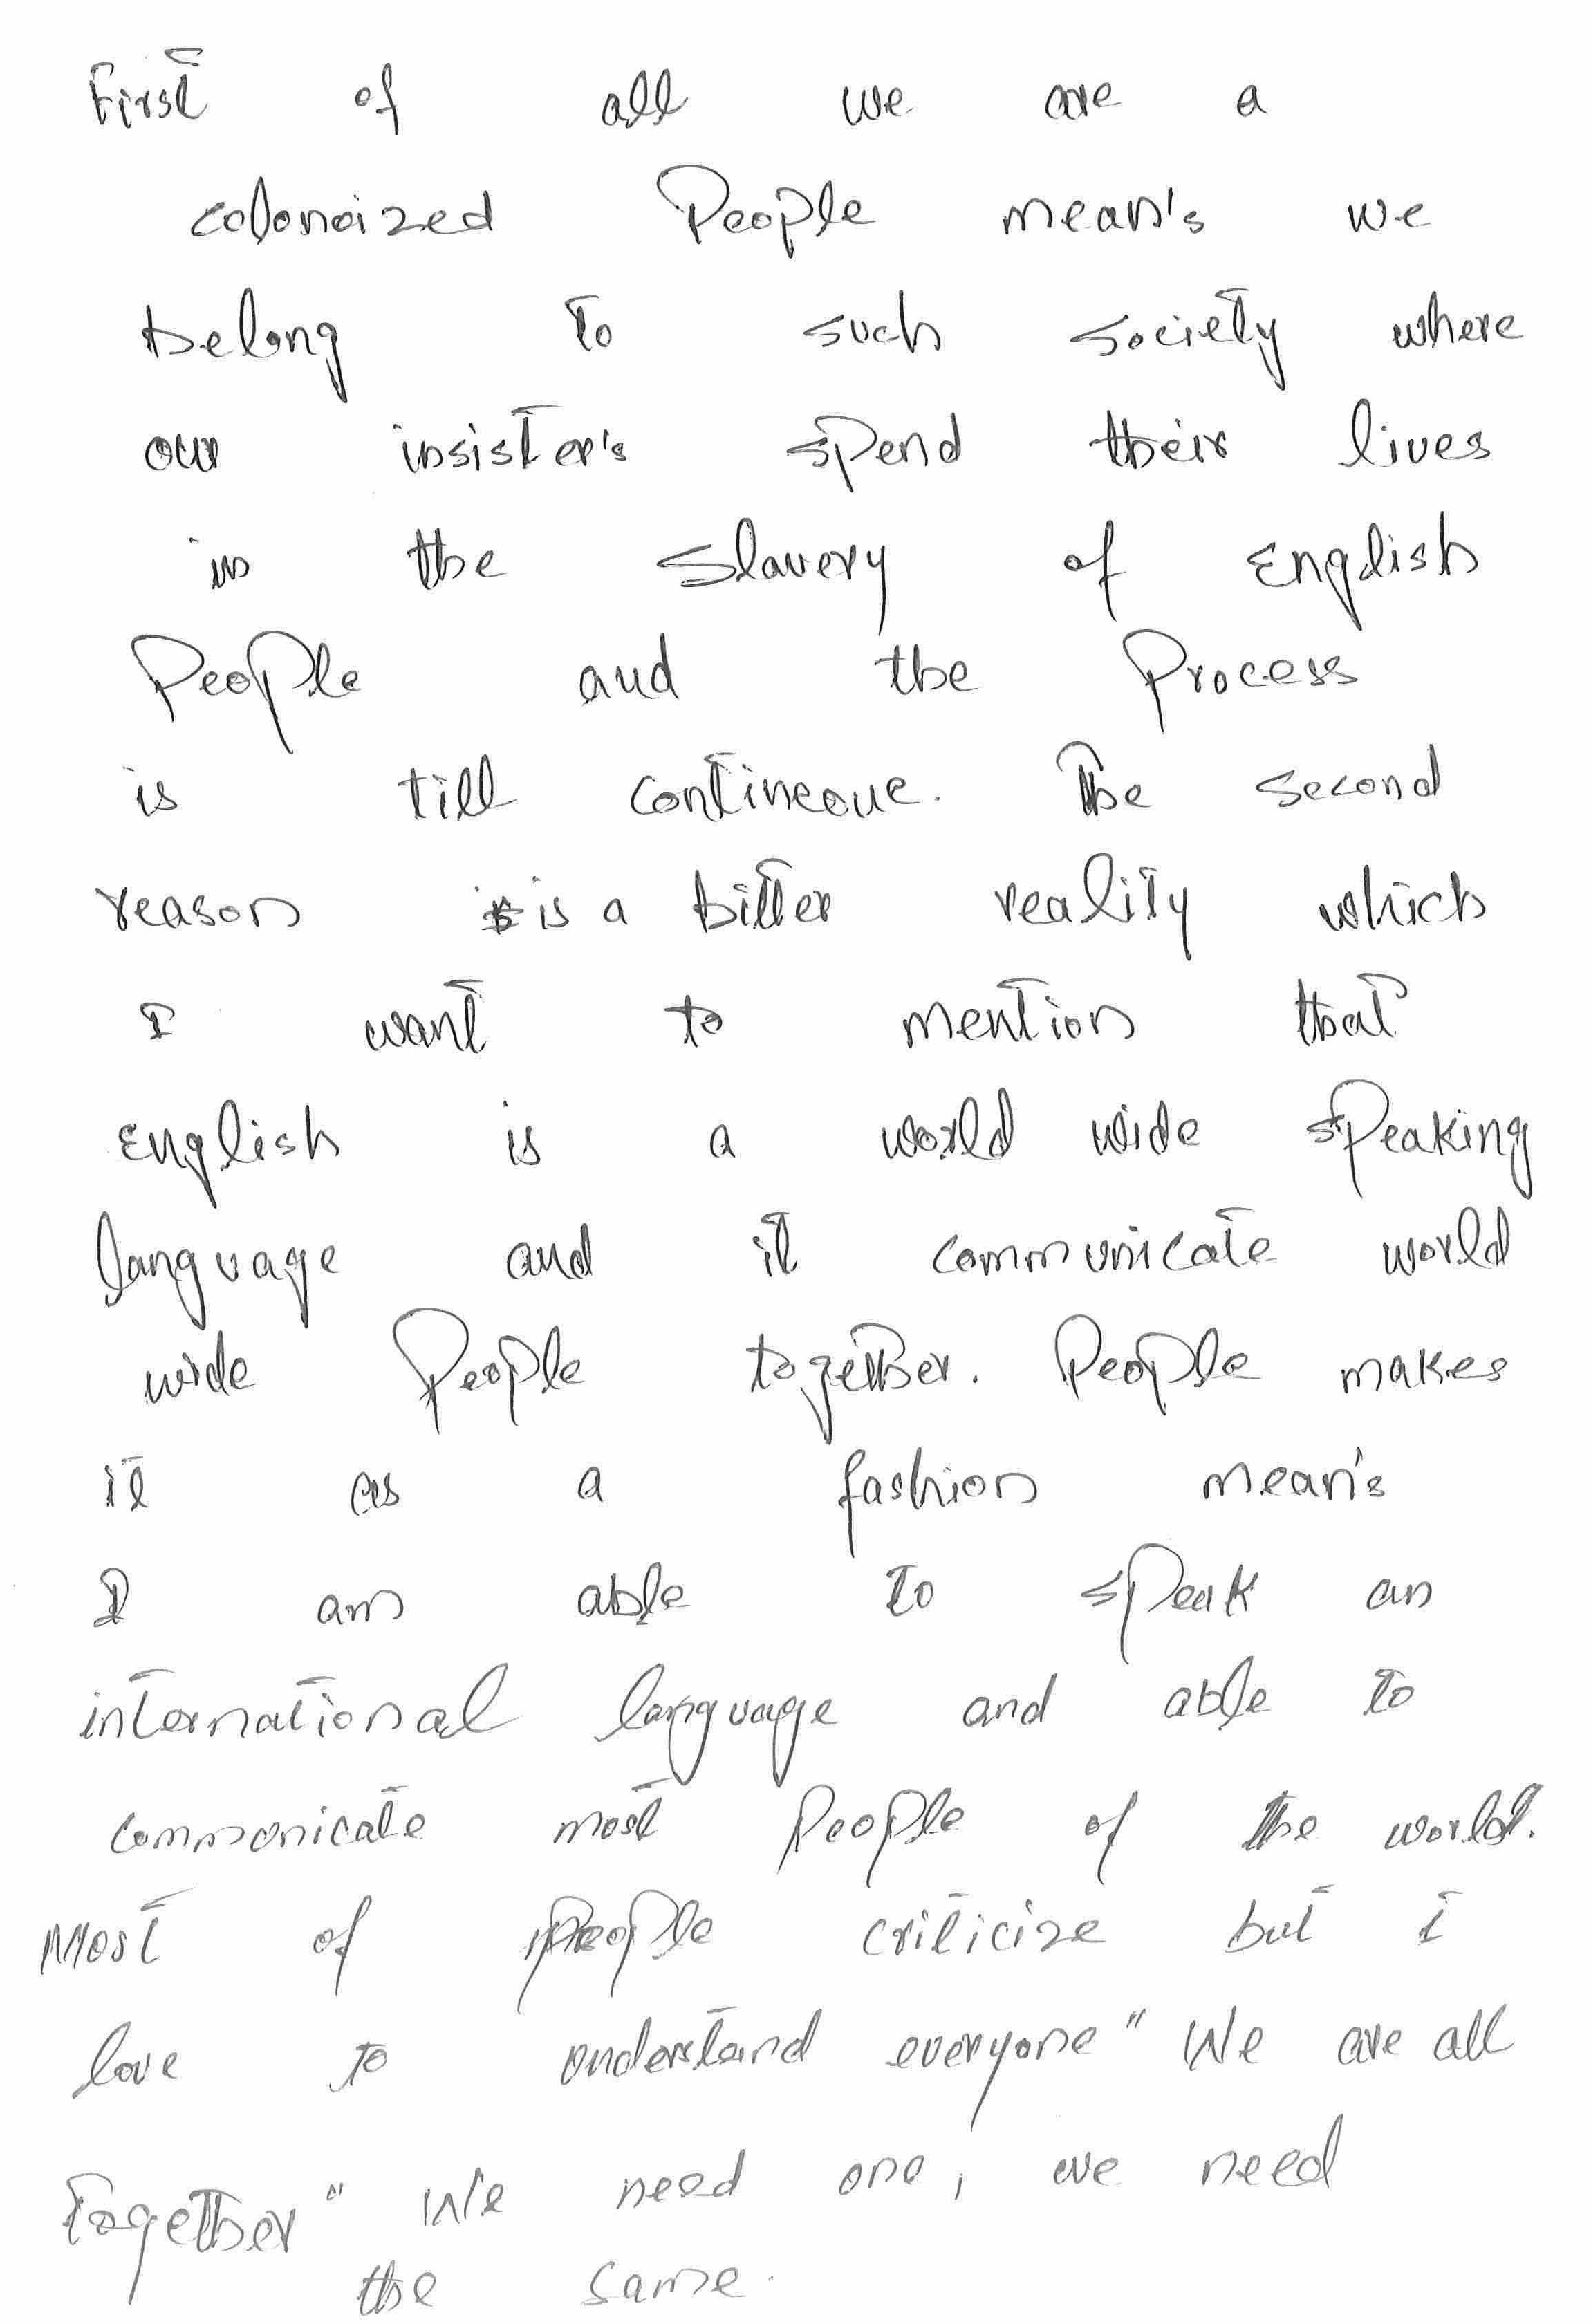 First of all we are a
colonoized People mean's we
belong to such society where
our insister's spend their lives
in the slavery of English
People and the Process
is till contineoue. The second
reason is a bitter reality which
I want to mention that
English is a world wide speaking
language and it communicate world
wide People together. People makes
it as a fashion mean's
I am able to speak an
international language and able to
commonicate most People of the world.
Most of People criticize but i
love to onderstand everyone" We are all
Together" We need one, we need
the same.